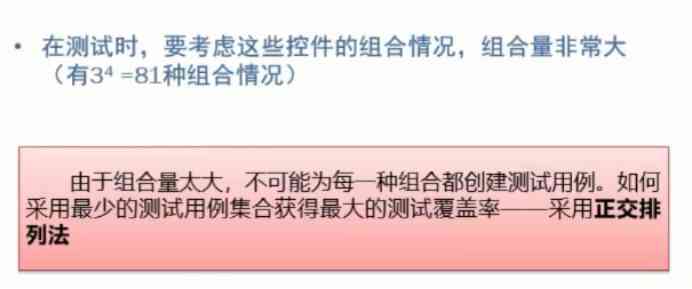 • 在测试时，要考虑这些控件的组合情况，组合量非常大
（有3⁴ =81种组合情况）
由于组合量太大，不可能为每一种组合都创建测试用例。如何
采用最少的测试用例集合获得最大的测试覆盖率——采用正交排
列法